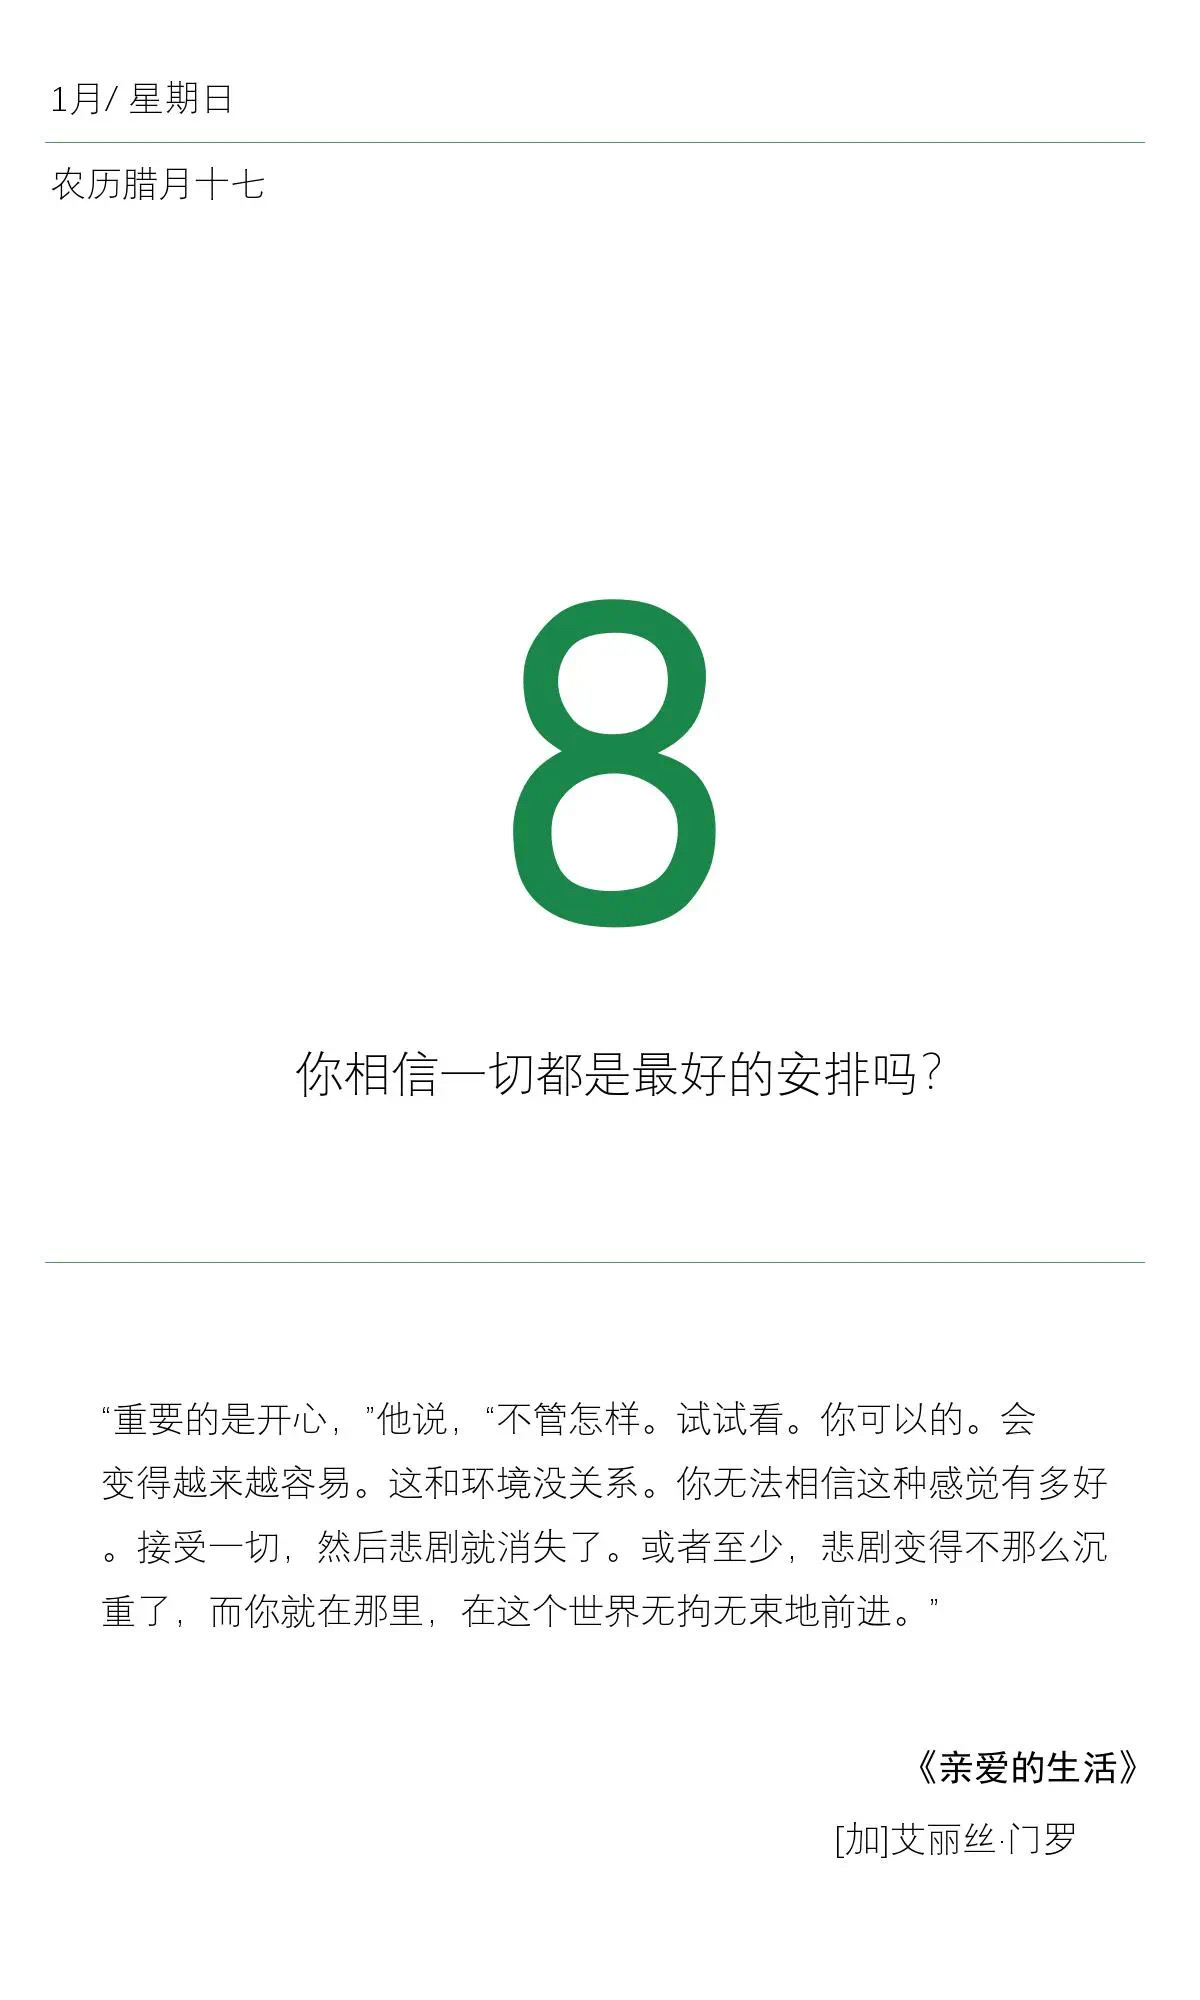 1月/ 星期日
农历腊月十七
8
你相信一切都是最好的安排吗？
“重要的是开心，”他说，“不管怎样。试试看。你可以的。会
变得越来越容易。这和环境没关系。你无法相信这种感觉有多好
。接受一切，然后悲剧就消失了。或者至少，悲剧变得不那么沉
重了，而你就在那里，在这个世界无拘无束地前进。”
《亲爱的生活》
[加]艾丽丝·门罗